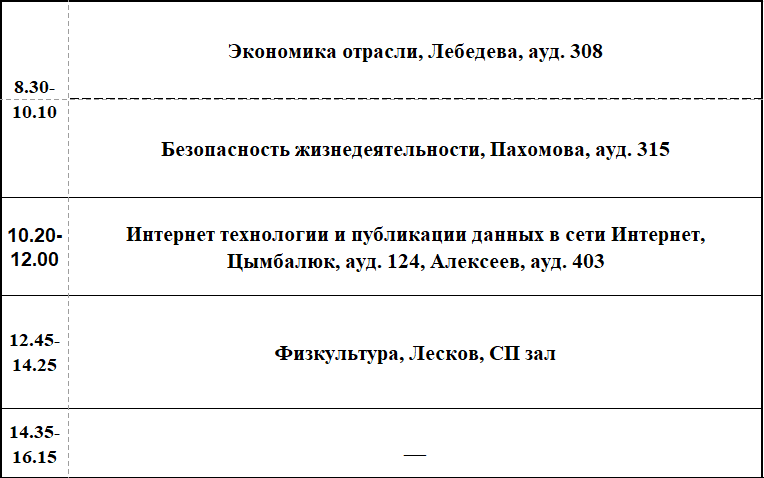 Экономика отрасли, Лебедева, ауд. 308
8.30-
10.10
Безопасность жизнедеятельности, Пахомова, ауд. 315
10.20-
12.00
Интернет технологии и публикации данных в сети Интернет,
Цымбалюк, ауд. 124, Алексеев, ауд. 403
12.45-
14.25
Физкультура, Лесков, СП зал
14.35-
16.15
—